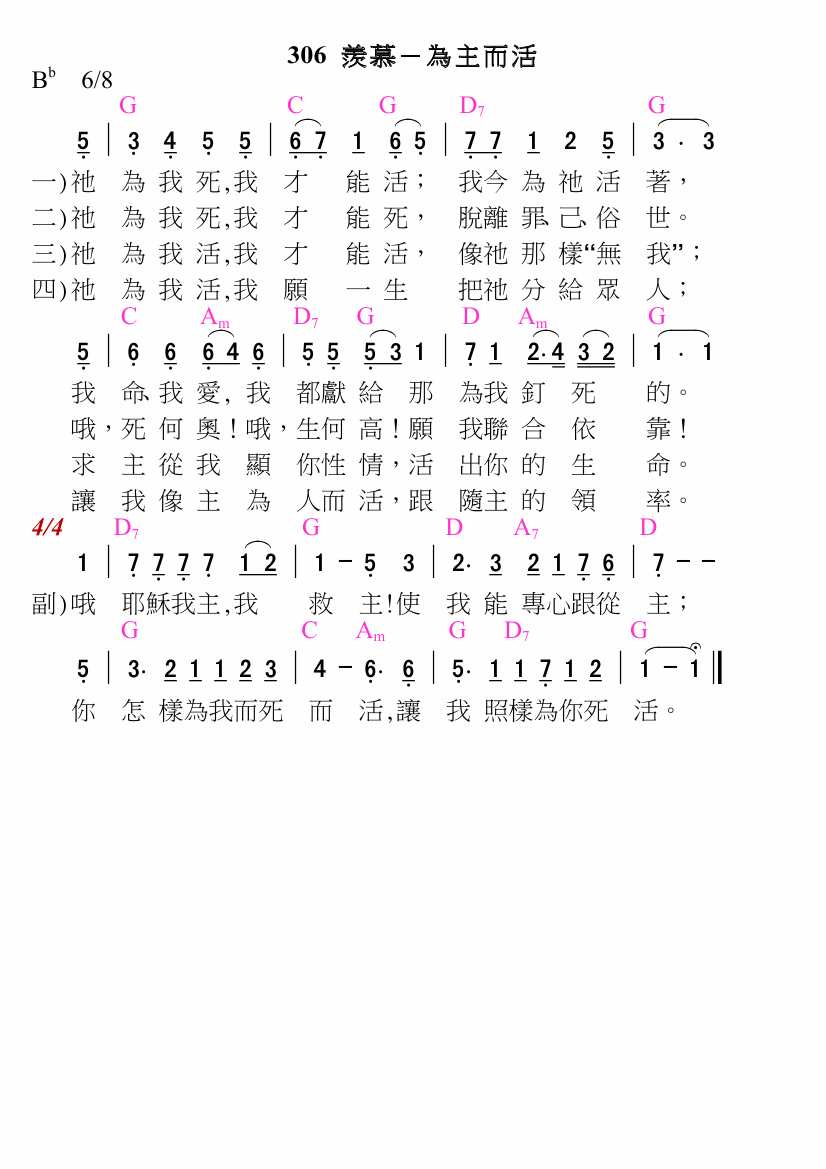 306 羨慕－為主而活
B♭ 6/8
G C G D7 G
5 | 3 4 5 5 | 6 7 1 6 5 | 7 7 1 2 5 | 3 · 3
一)祂 為 我 死,我 才 能 活； 我今 為 祂 活 著，
二)祂 為 我 死,我 才 能 死， 脫離 罪、己、俗 世。
三)祂 為 我 活,我 才 能 活， 像祂 那 樣“無 我”；
四)祂 為 我 活,我 願 一 生 把祂 分 給 眾 人；
C Am D7 G D Am G
5 | 6 6 6 4 6 | 5 5 5 3 1 | 7 1 2· 4 3 2 | 1 · 1
我 命、我 愛, 我 都獻 給 那 為我 釘 死 的。
哦，死 何 奧！哦，生何 高！願 我聯 合 依 靠！
求 主 從 我 顯 你性 情，活 出你 的 生 命。
讓 我 像 主 為 人而 活，跟 隨主 的 領 率。
4/4 D7 G D A7 D
1 | 7 7 7 7 1 2 | 1 - 5 3 | 2· 3 2 1 7 6 | 7 - -
副)哦 耶穌我主,我 救 主!使 我 能 專心跟從 主；
G C Am G D7 G
5 | 3· 2 1 1 2 3 | 4 - 6· 6 | 5· 1 1 7 1 2 | 1 - 1 ‖
你 怎 樣為我而死 而 活,讓 我 照樣為你死 活。